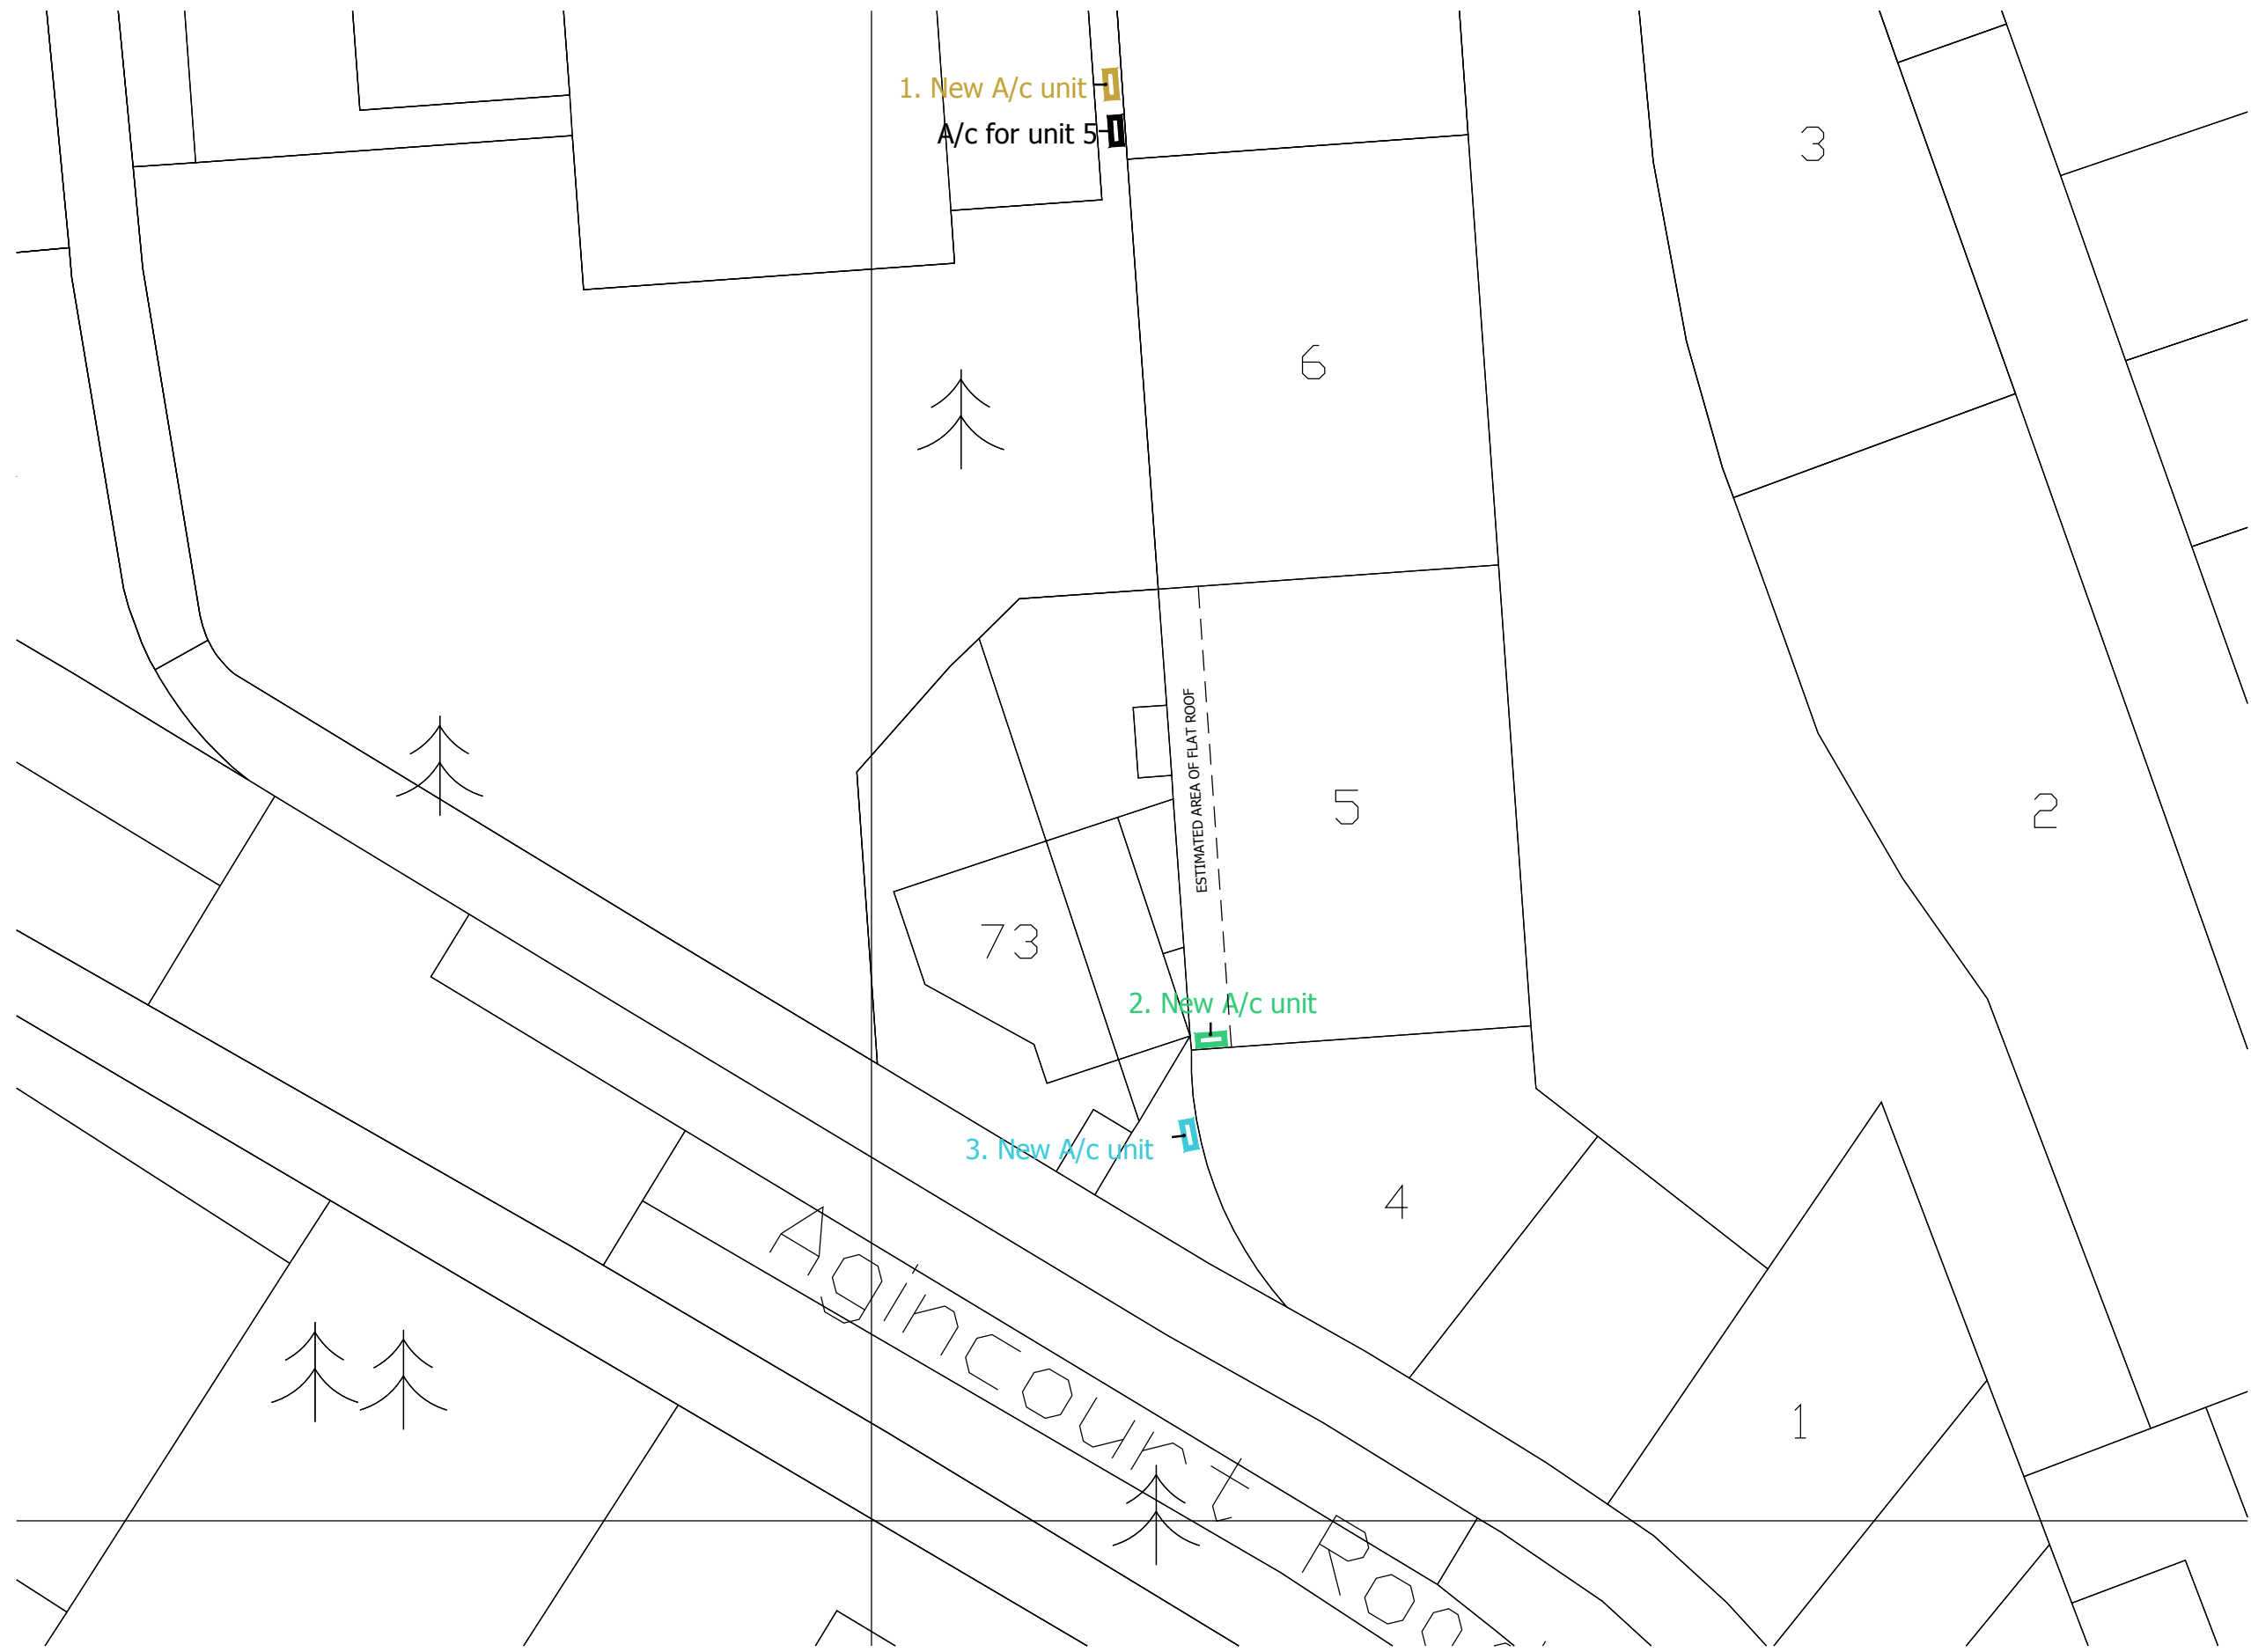 1. New A/c unit
A/c for unit 5
3
6
ESTIMATED AREA OF FLAT ROOF
5
2
73
2. New A/c unit
3. New A/c unit
4
1
Agincourt